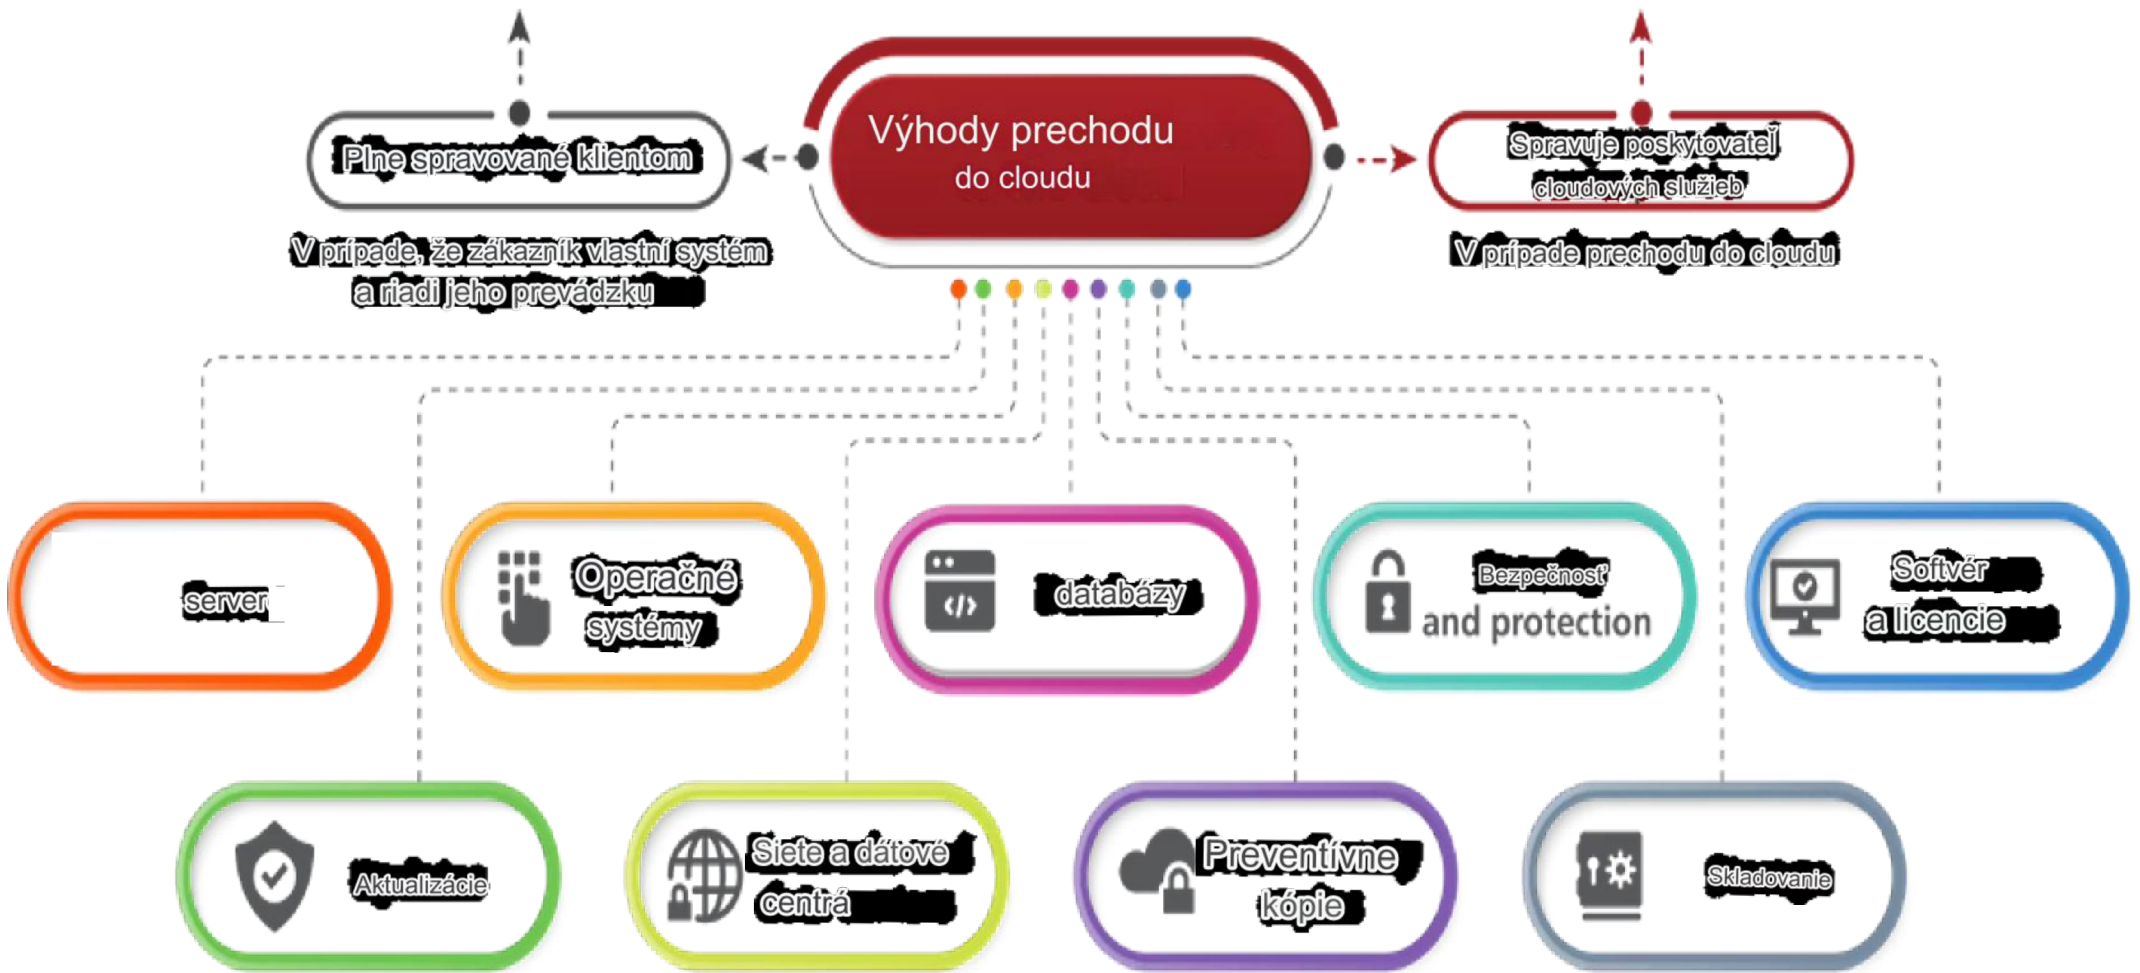 Výhody prechodu
do cloudu
Plne spravované klientom
V prípade, že zákazník vlastní systém
a riadi jeho prevádzku
Spravuje poskytovateľ
cloudových služieb
V prípade prechodu do cloudu
server
Operačné
systémy
databázy
Bezpečnosť
and protection
Softvér
a licencie
Aktualizácie
Siete a dátové
centrá
Preventívne
kópie
Skladovanie